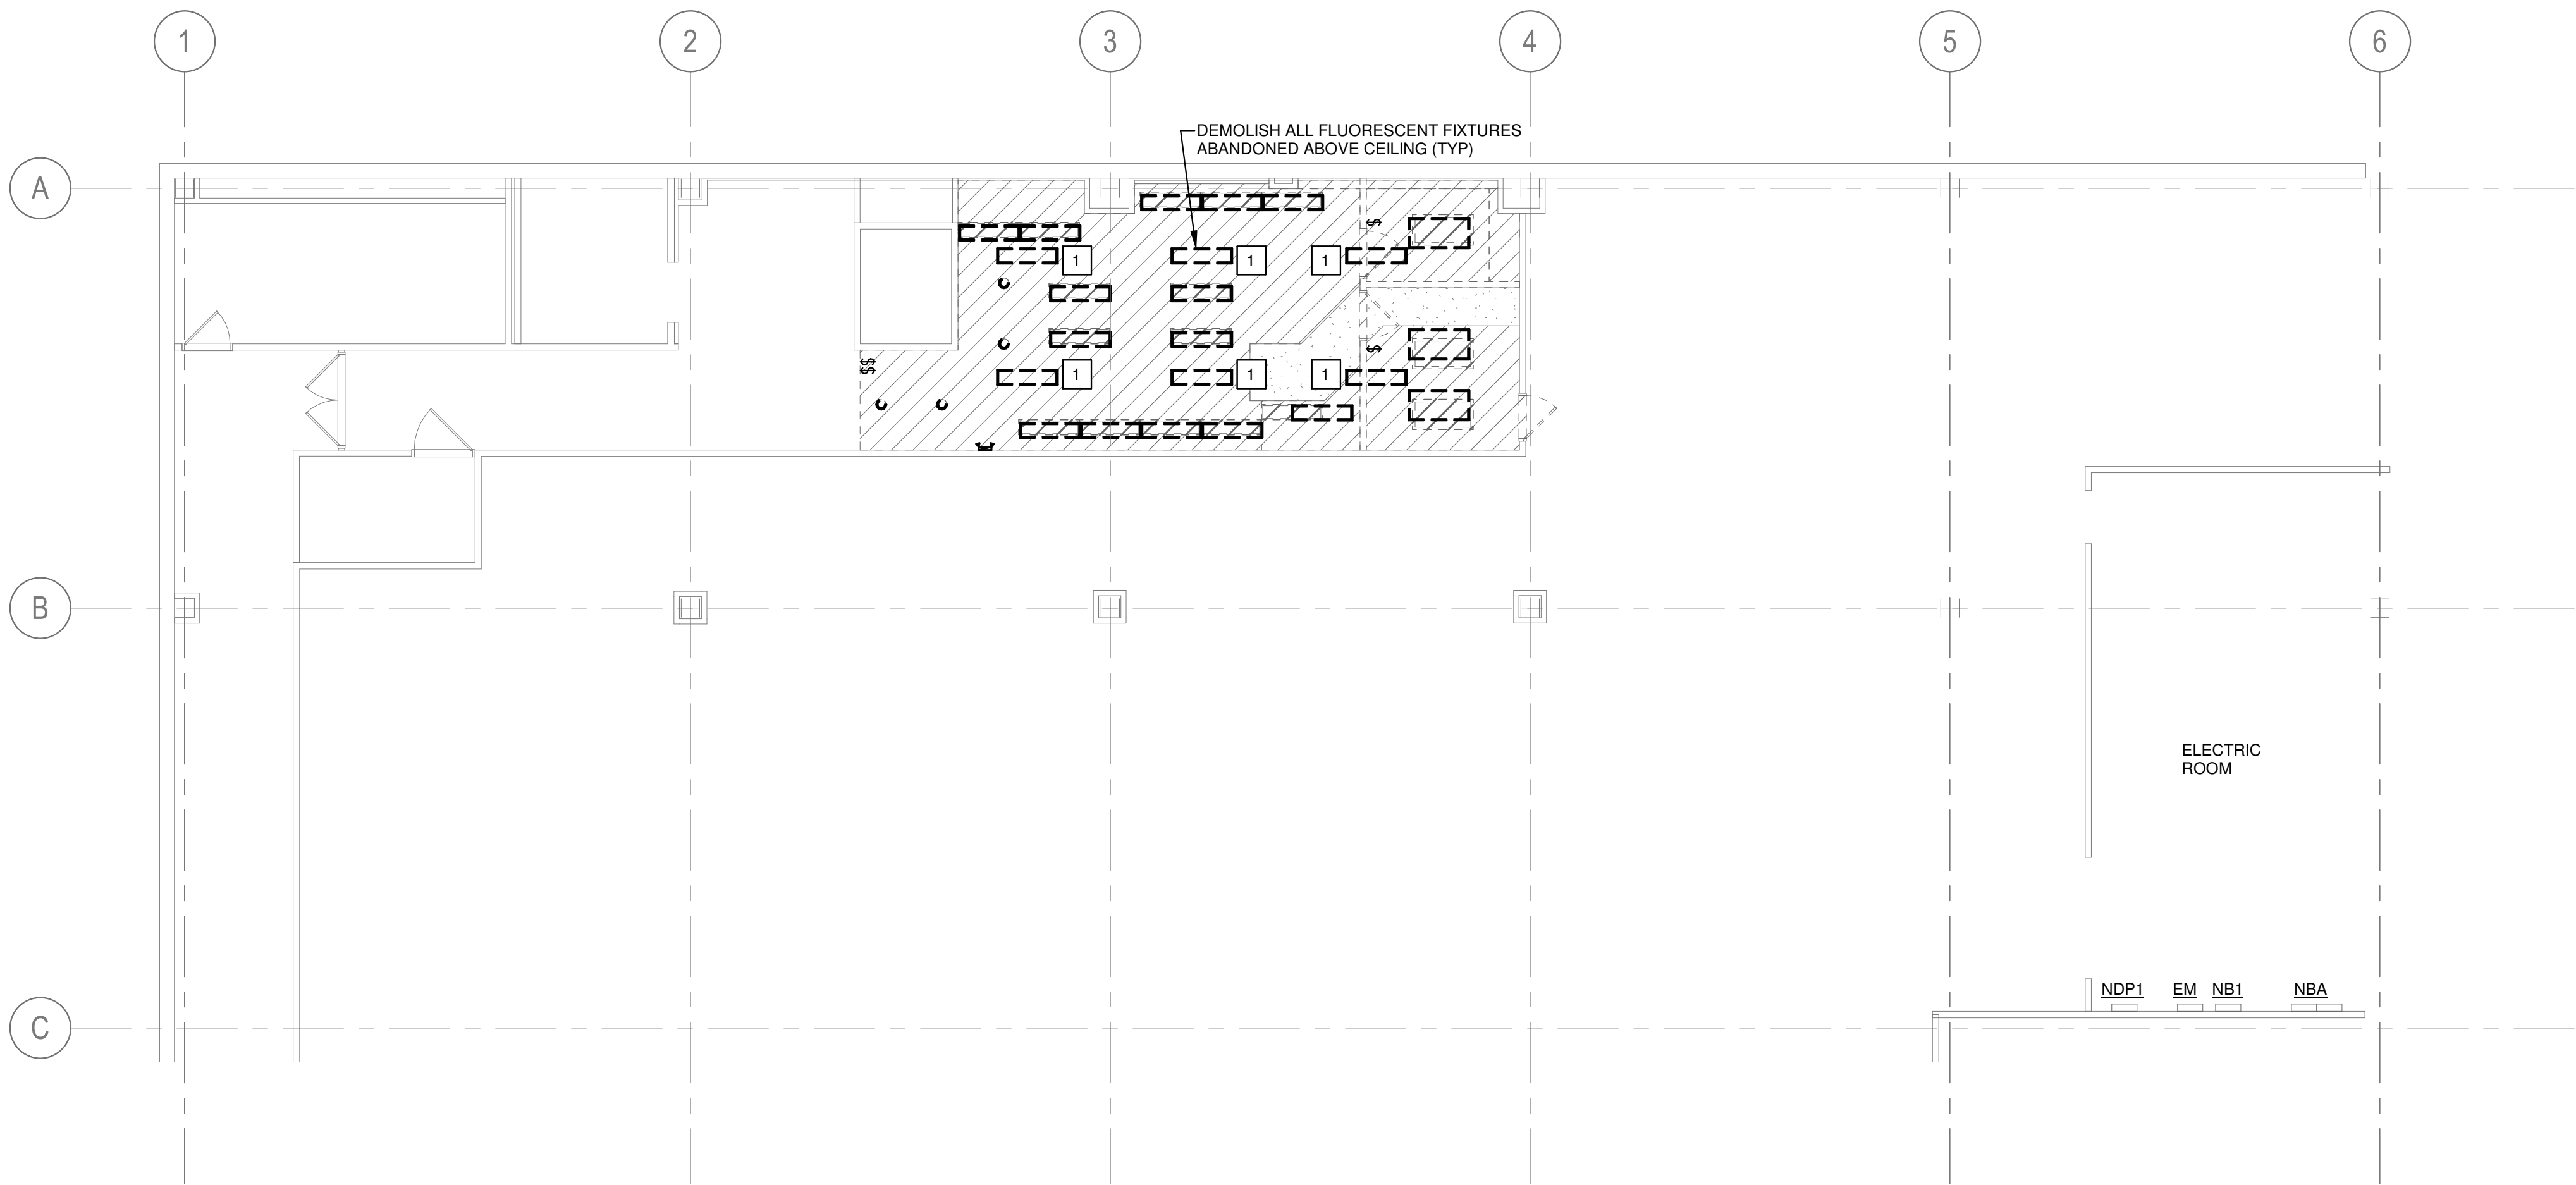 1 2 3 4 5 6
DEMOLISH ALL FLUORESCENT FIXTURES
ABANDONED ABOVE CEILING (TYP)
A
$
1 1 1
$$
$
1 1 1
B
ELECTRIC
ROOM
NDP1 EM NB1 NBA
C